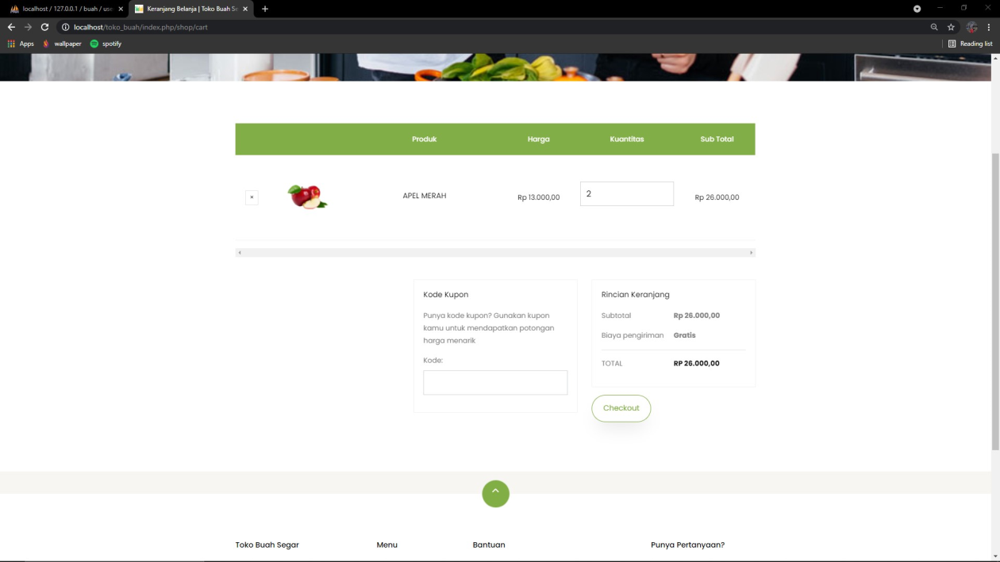 localhost / 127.0.0.1 / buah / use
Keranjang Belanja | Toko Buah Se
localhost/toko_buah/index.php/shop/cart
Apps wallpaper spotify Reading list
Produk Harga Kuantitas Sub Total
× APEL MERAH Rp 13.000,00 2 Rp 26.000,00
Kode Kupon
Punya kode kupon? Gunakan kupon
kamu untuk mendapatkan potongan
harga menarik
Kode:
Rincian Keranjang
Subtotal Rp 26.000,00
Biaya pengiriman Gratis
TOTAL RP 26.000,00
Checkout
Toko Buah Segar Menu Bantuan Punya Pertanyaan?